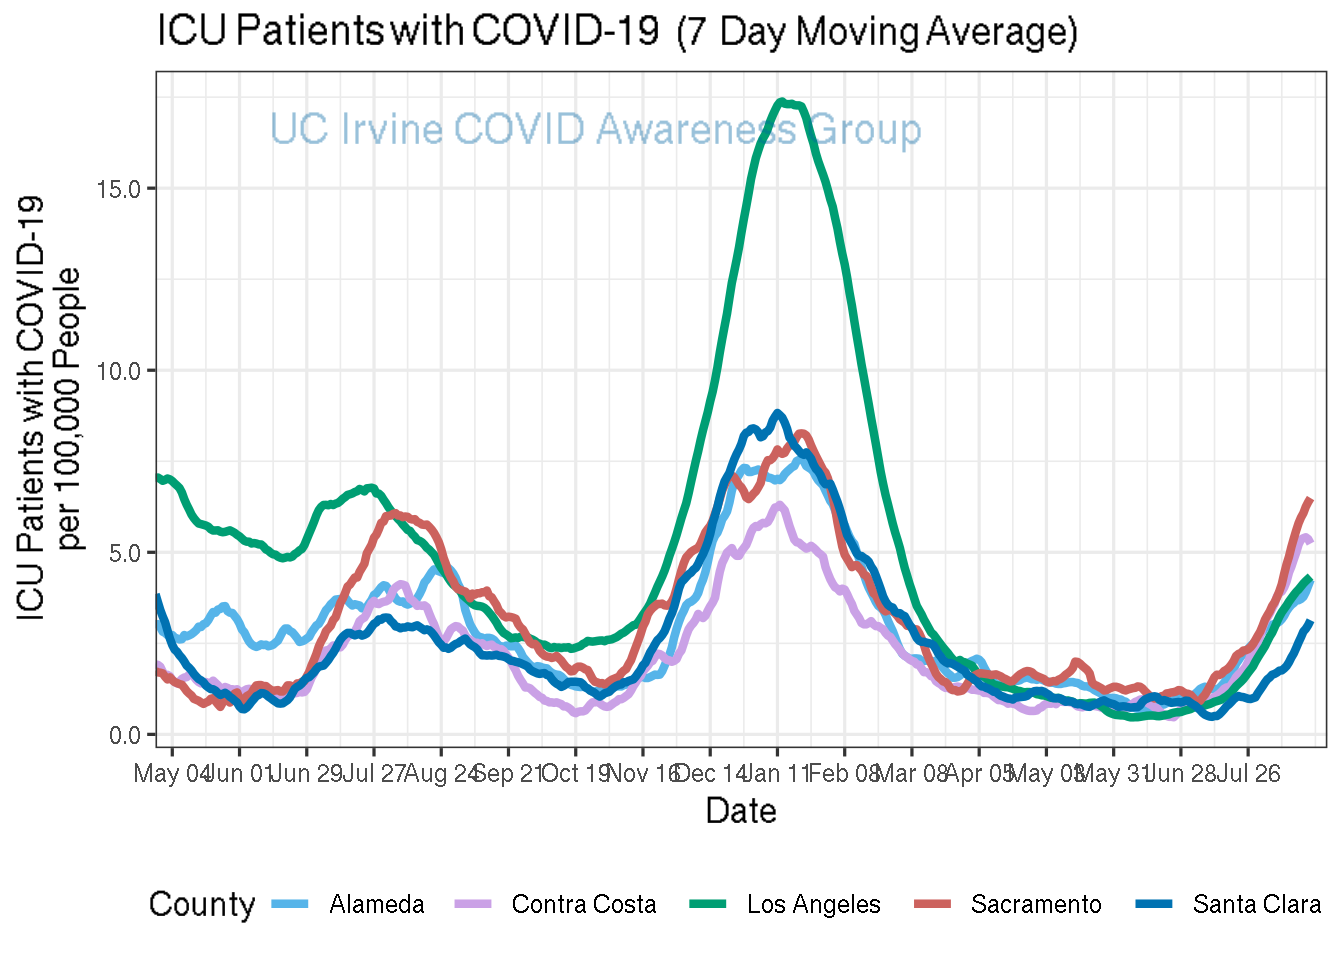 ICU Patients with COVID-19 (7 Day Moving Average)
UC Irvine COVID Awareness Group
ICU Patients with COVID-19
per 100,000 People
15.0
10.0
5.0
0.0
May 04 Jun 01 Jun 29 Jul 27 Aug 24 Sep 21 Oct 19 Nov 16 Dec 14 Jan 11 Feb 08 Mar 08 Apr 05 May 03 May 31 Jun 28 Jul 26
Date
County Alameda Contra Costa Los Angeles Sacramento Santa Clara